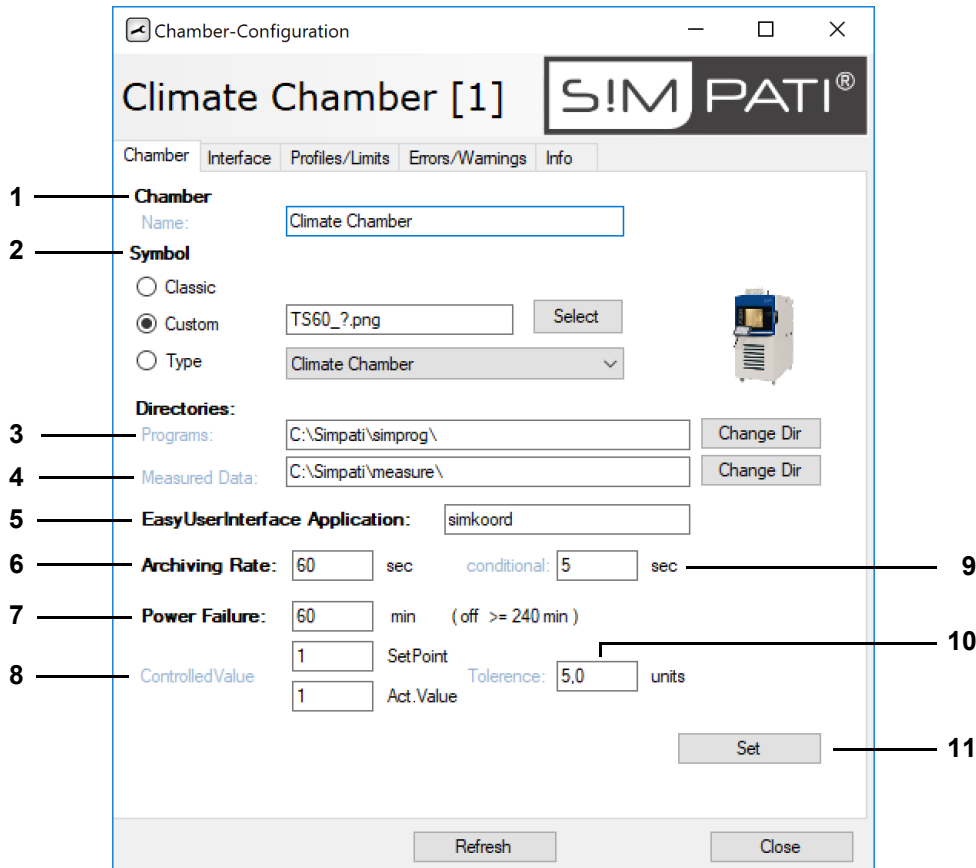 Chamber-Configuration
Climate Chamber [1] S!MPATI®
Chamber Interface Profiles/Limits Errors/Warnings Info
1 Chamber
Name: Climate Chamber
2 Symbol
Classic
Custom TS60_?.png Select
Type Climate Chamber
Directories:
3 Programs: C:\Simpati\simprog\ Change Dir
4 Measured Data: C:\Simpati\measure\ Change Dir
5 EasyUserInterface Application: simkoord
6 Archiving Rate: 60 sec conditional: 5 sec 9
7 Power Failure: 60 min ( off >= 240 min )
10
1 SetPoint
8 ControlledValue Tolerence: 5,0 units
1 Act.Value
Set 11
Refresh Close